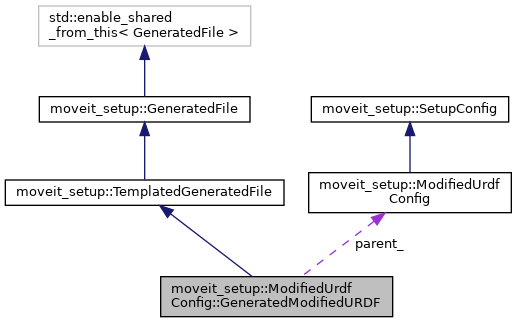 std::enable_shared
_from_this< GeneratedFile >
moveit_setup::GeneratedFile
moveit_setup::SetupConfig
moveit_setup::TemplatedGeneratedFile
moveit_setup::ModifiedUrdf
Config
parent_
moveit_setup::ModifiedUrdf
Config::GeneratedModifiedURDF